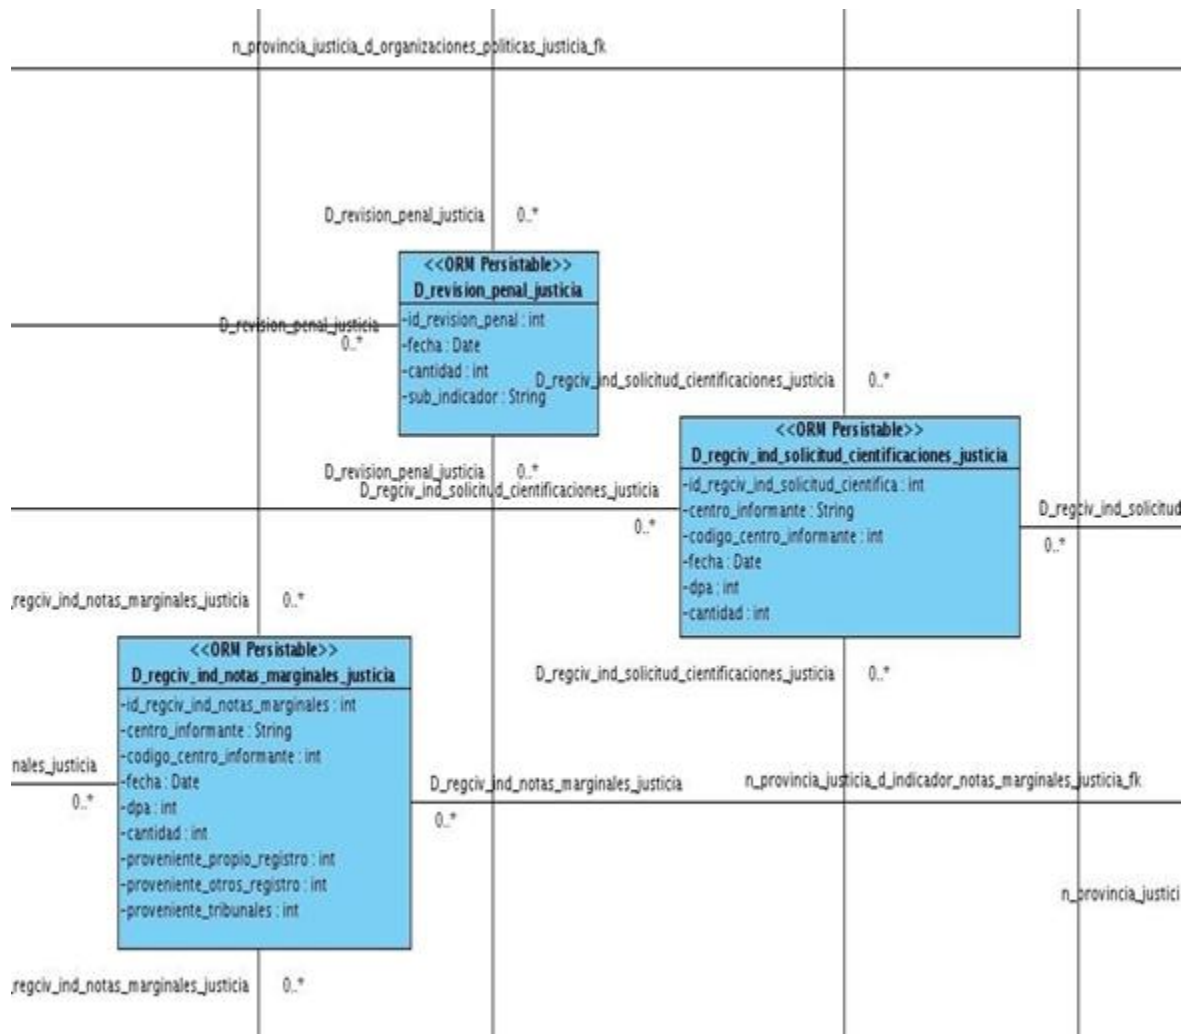 n_provincia_justicia_d_organizaciones_politicas_justicia_fk
D_revision_penal_justicia 0..*
<<ORM Persistable>>
D_revision_penal_justicia
-id_revision_penal : int
-fecha : Date
-cantidad : int
-sub_indicador : String
D_revision_penal_justicia
0..*
D_revision_penal_justicia 0..*
D_regciv_ind_solicitud_cientificaciones_justicia 0..*
<<ORM Persistable>>
D_regciv_ind_solicitud_cientificaciones_justicia
-id_regciv_ind_solicitud_cientifica : int
-centro_informante : String
-codigo_centro_informante : int
-fecha : Date
-dpa : int
-cantidad : int
D_regciv_ind_solicitud_cientificaciones_justicia
0..*
D_regciv_ind_solicitud
0..*
D_regciv_ind_solicitud_cientificaciones_justicia 0..*
_regciv_ind_notas_marginales_justicia 0..*
<<ORM Persistable>>
D_regciv_ind_notas_marginales_justicia
-id_regciv_ind_notas_marginales : int
-centro_informante : String
-codigo_centro_informante : int
-fecha : Date
-dpa : int
-cantidad : int
-proveniente_propio_registro : int
-proveniente_otros_registro : int
-proveniente_tribunales : int
nales_justicia
0..*
D_regciv_ind_notas_marginales_justicia
0..*
n_provincia_justicia_d_indicador_notas_marginales_justicia_fk
n_provincia_justici
_regciv_ind_notas_marginales_justicia 0..*